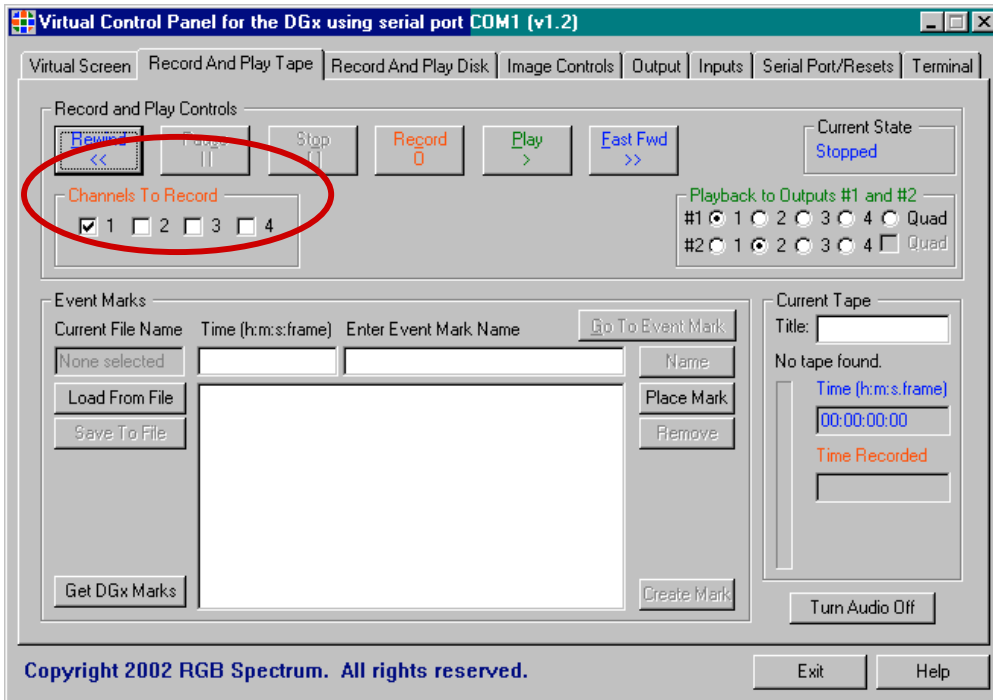 Virtual Control Panel for the DGx using serial port COM1 (v1.2)
Virtual Screen Record And Play Tape Record And Play Disk Image Controls Output Inputs Serial Port/Resets Terminal
Record and Play Controls
Rewind Pause Stop Record Play Fast Fwd
<< || [] O > >>
Current State
Stopped
Channels To Record
1 2 3 4
Playback to Outputs #1 and #2
#1 1 2 3 4 Quad
#2 1 2 3 4 Quad
Event Marks
Current File Name Time (h:m:s:frame) Enter Event Mark Name Go To Event Mark
None selected Name
Load From File Place Mark
Save To File Remove
Get DGx Marks Create Mark
Current Tape
Title:
No tape found.
Time (h:m:s.frame)
00:00:00:00
Time Recorded
Turn Audio Off
Copyright 2002 RGB Spectrum. All rights reserved. Exit Help